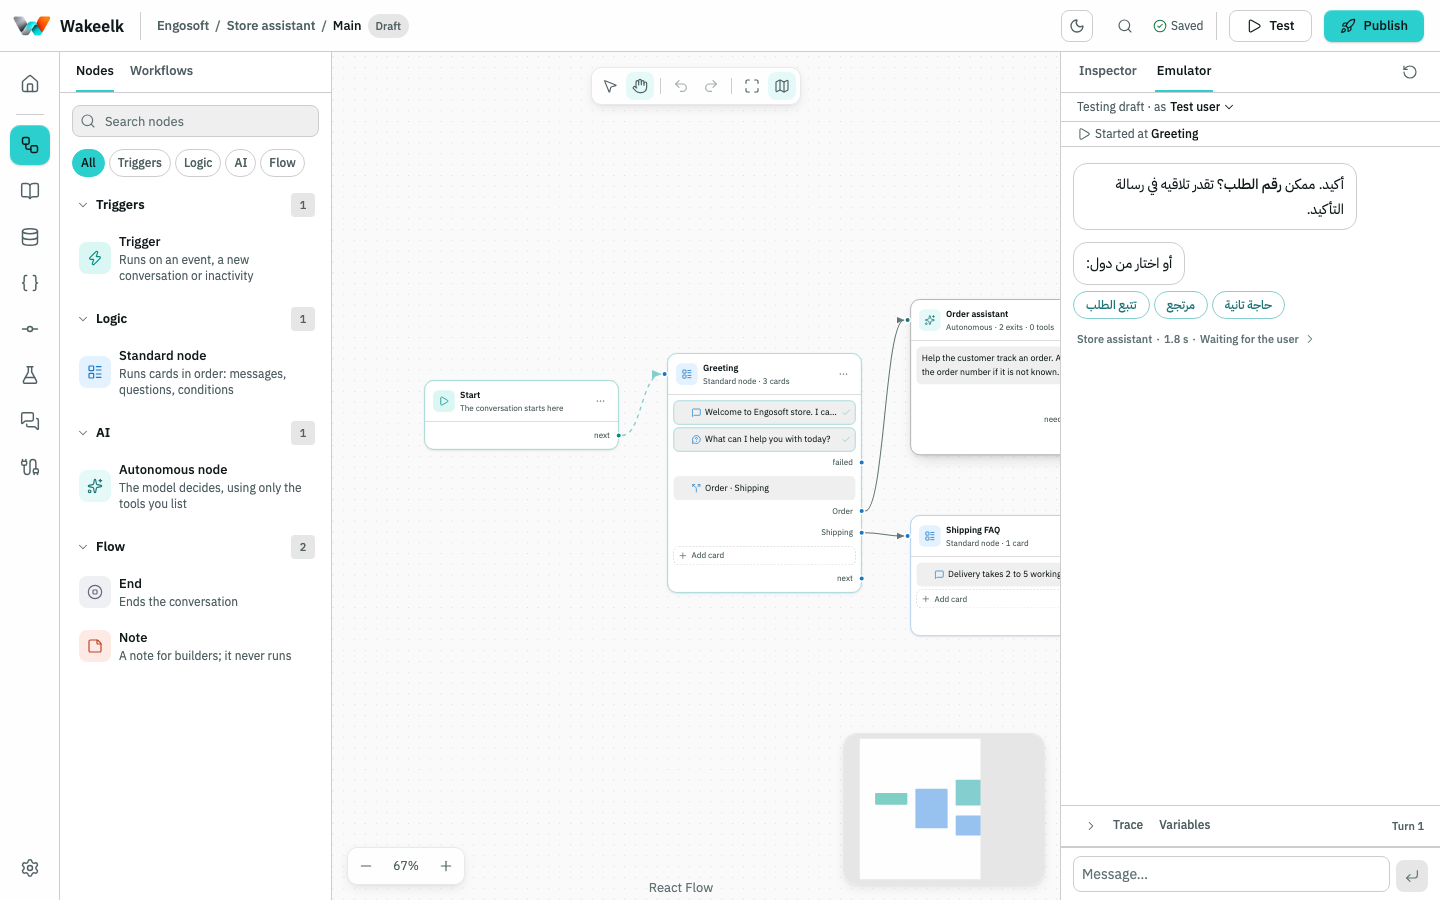 Wakeelk
Engosoft / Store assistant / Main Draft
Saved
Test
Publish
Nodes Workflows
Search nodes
All Triggers Logic AI Flow
Triggers 1
Trigger
Runs on an event, a new
conversation or inactivity
Logic 1
Standard node
Runs cards in order: messages,
questions, conditions
AI 1
Autonomous node
The model decides, using only the
tools you list
Flow 2
End
Ends the conversation
Note
A note for builders; it never runs
Start
The conversation starts here
next
Greeting
Standard node · 3 cards
Welcome to Engosoft store. I ca...
What can I help you with today?
failed
Order · Shipping
Order
Shipping
+ Add card
next
Order assistant
Autonomous · 2 exits · 0 tools
Help the customer track an order. A
the order number if it is not known.
Shipping FAQ
Standard node · 1 card
Delivery takes 2 to 5 working
+ Add card
67%
React Flow
Inspector Emulator
Testing draft · as Test user
Started at Greeting
أكيد. ممكن رقم الطلب؟ تقدر تلاقيه في رسالة
التأكيد.
أو اختار من دول:
تتبع الطلب
مرتجع
حاجة تانية
Store assistant · 1.8 s · Waiting for the user
Trace Variables Turn 1
Message...